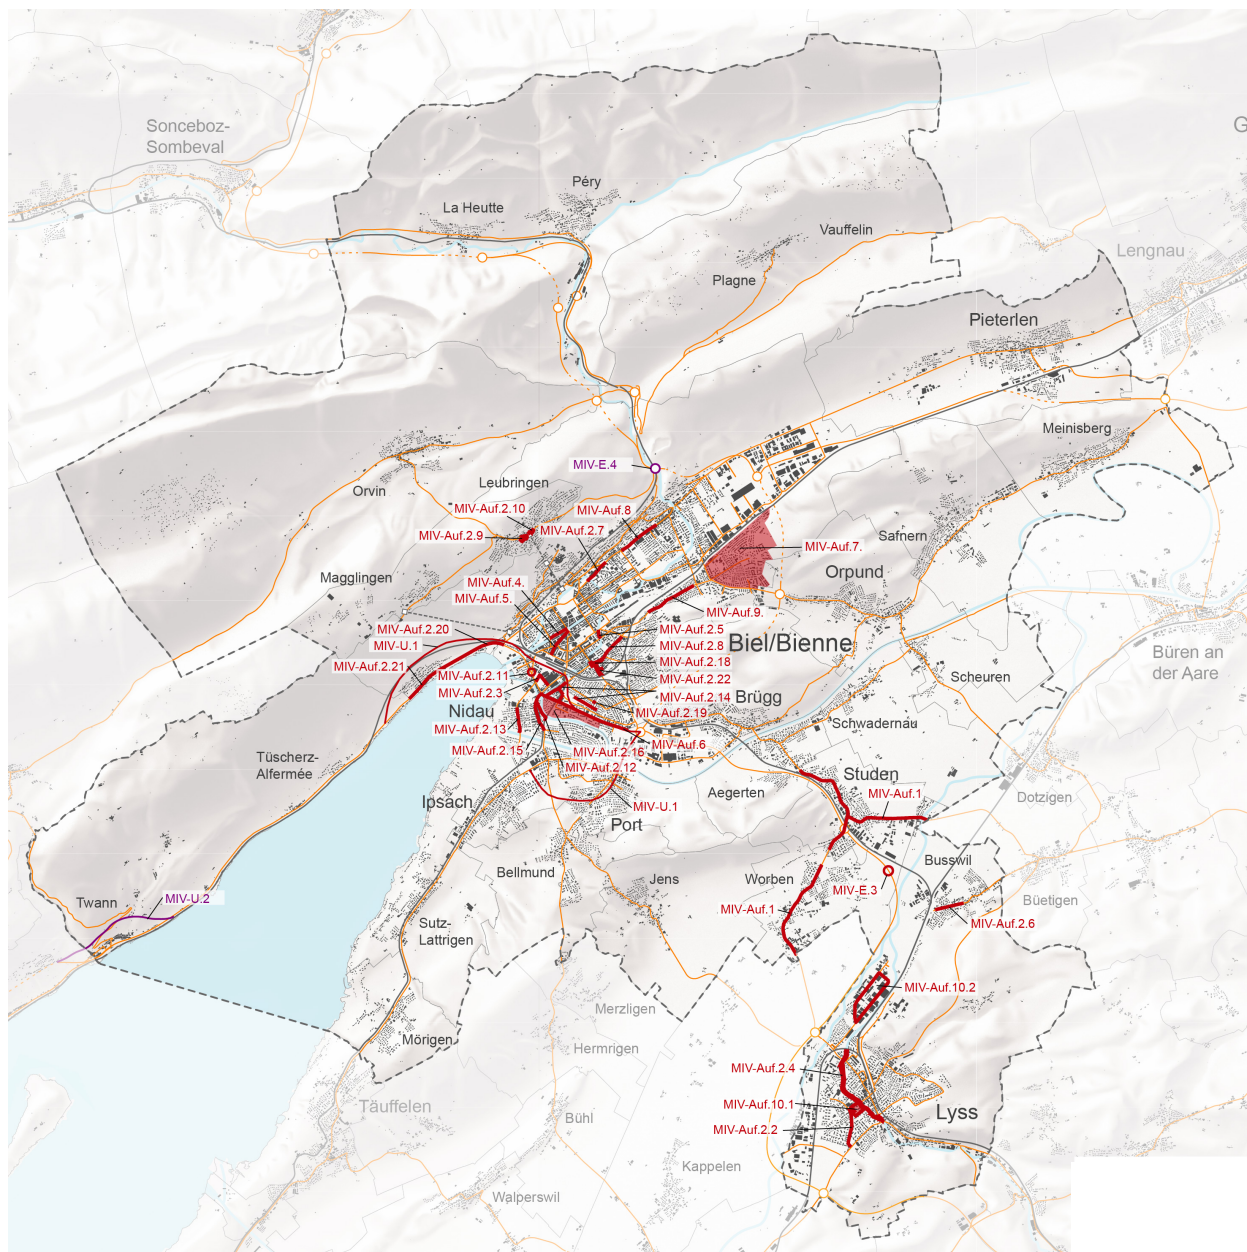 G
Sonceboz-
Sombeval
Péry
La Heutte
Vauffelin
Lengnau
Plagne
Pieterlen
Meinisberg
MIV-E.4
Leubringen
Orvin
MIV-Auf.2.10
MIV-Auf.8
MIV-Auf.2.7
MIV-Auf.2.9
Safnern
MIV-Auf.7.
Orpund
Magglingen
MIV-Auf.4.
MIV-Auf.5.
MIV-Auf.9.
MIV-Auf.2.20
MIV-Auf.2.5
MIV-U.1
MIV-Auf.2.8
Biel/Bienne
Büren an
der Aare
MIV-Auf.2.21
MIV-Auf.2.18
MIV-Auf.2.11
MIV-Auf.2.22
Scheuren
MIV-Auf.2.3
MIV-Auf.2.14
Brügg
Nidau
MIV-Auf.2.19
Schwadernau
MIV-Auf.2.13
MIV-Auf.6
MIV-Auf.2.15
MIV-Auf.2.16
Tüscherz-
Alfermée
MIV-Auf.2.12
Studen
Aegerten
MIV-Auf.1
Dotzigen
Ipsach
MIV-U.1
Port
Busswil
Bellmund
Jens
Worben
MIV-E.3
Twann
MIV-U.2
Büetigen
MIV-Auf.1
Sutz-
Lattrigen
MIV-Auf.2.6
MIV-Auf.10.2
Merzligen
Mörigen
Hermrigen
MIV-Auf.2.4
Täuffelen
MIV-Auf.10.1
Lyss
Bühl
MIV-Auf.2.2
Kappelen
Walperswil